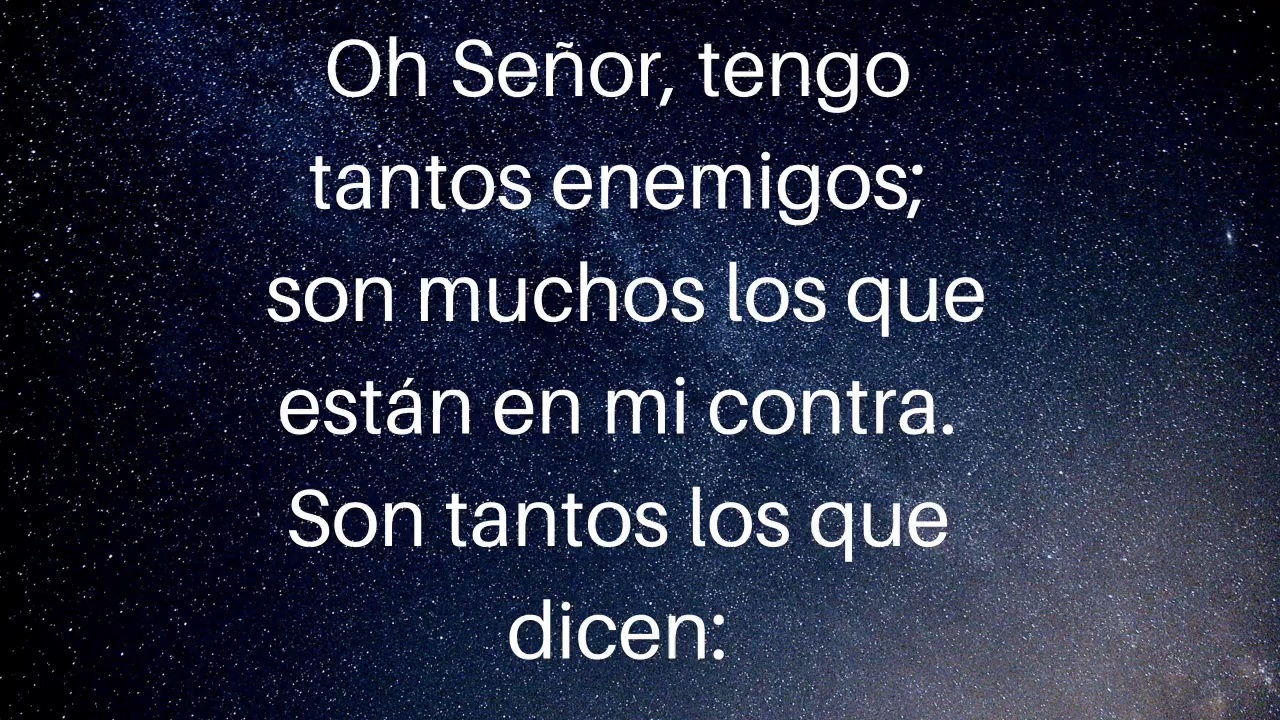 Oh Señor, tengo
tantos enemigos;
son muchos los que
están en mi contra.
Son tantos los que
dicen: